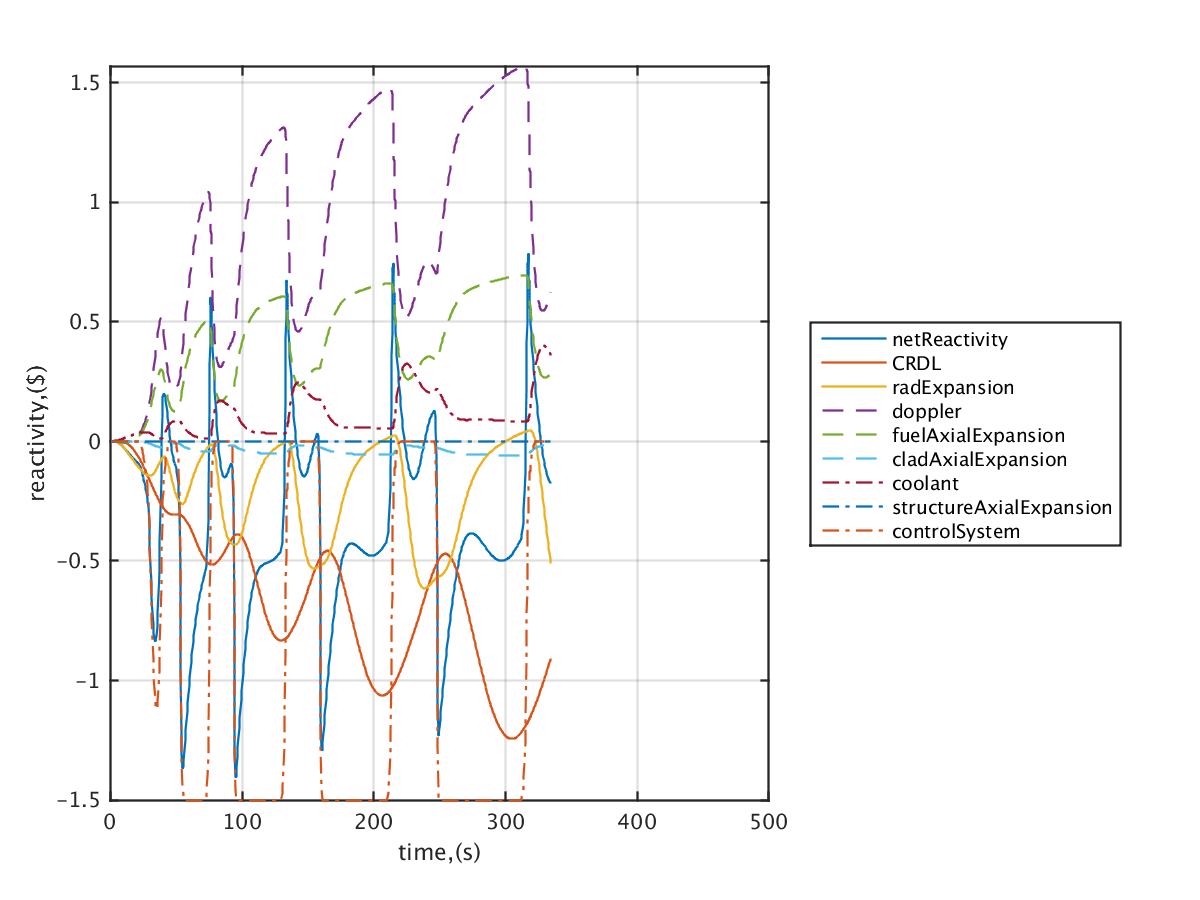 1.5
1
0.5
0
−0.5
−1
−1.5
reactivity,($)
0
100
200
300
400
500
time,(s)
netReactivity
CRDL
radExpansion
doppler
fuelAxialExpansion
cladAxialExpansion
coolant
structureAxialExpansion
controlSystem